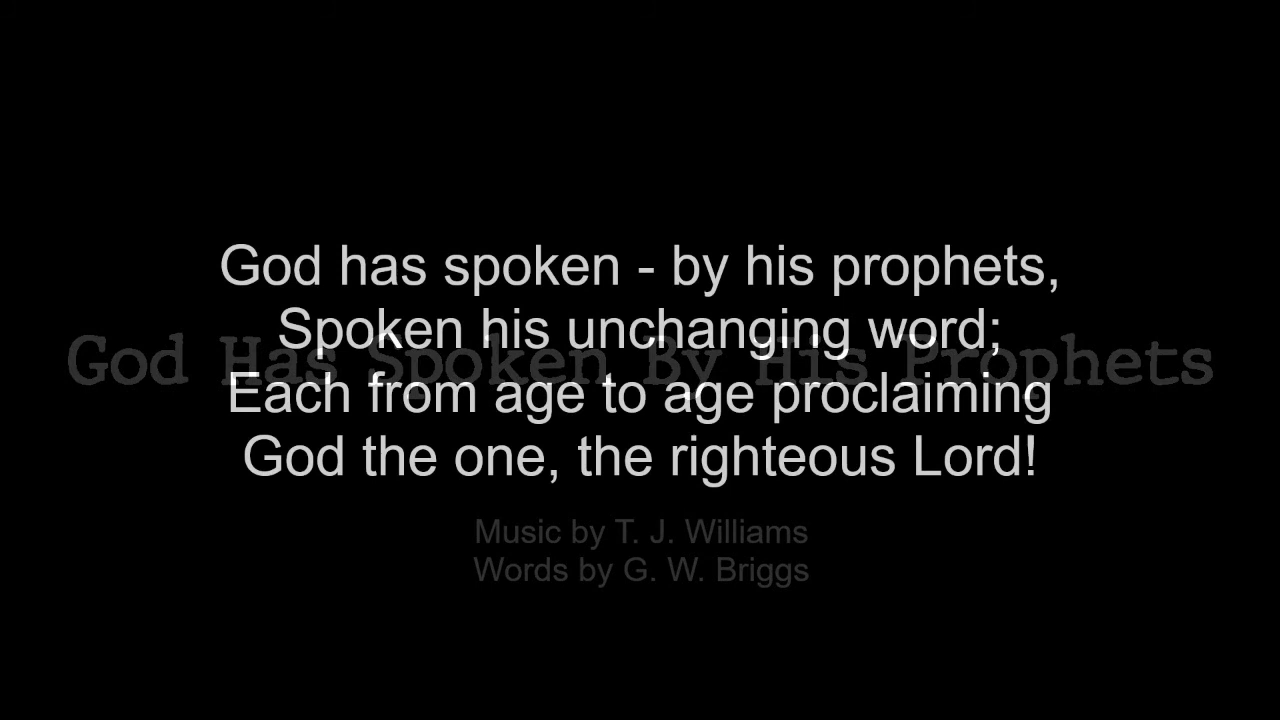 God has spoken - by his prophets,
Spoken his unchanging word;
God Has Spoken By His Prophets
Each from age to age proclaiming
God the one, the righteous Lord!
Music by T. J. Williams
Words by G. W. Briggs